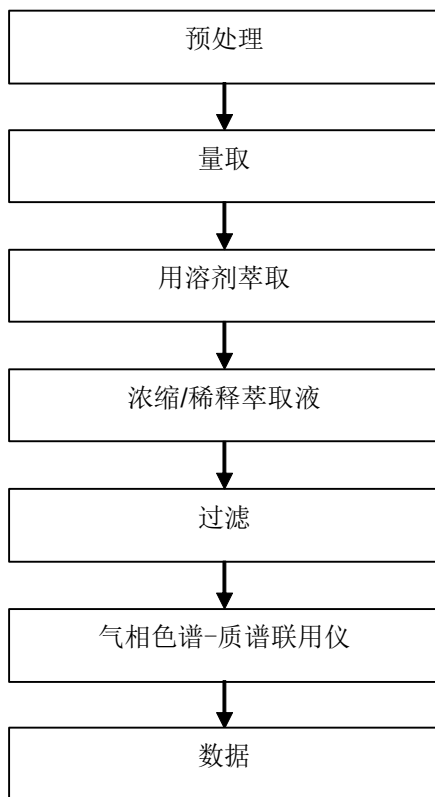 预处理
量取
用溶剂萃取
浓缩/稀释萃取液
过滤
气相色谱-质谱联用仪
数据